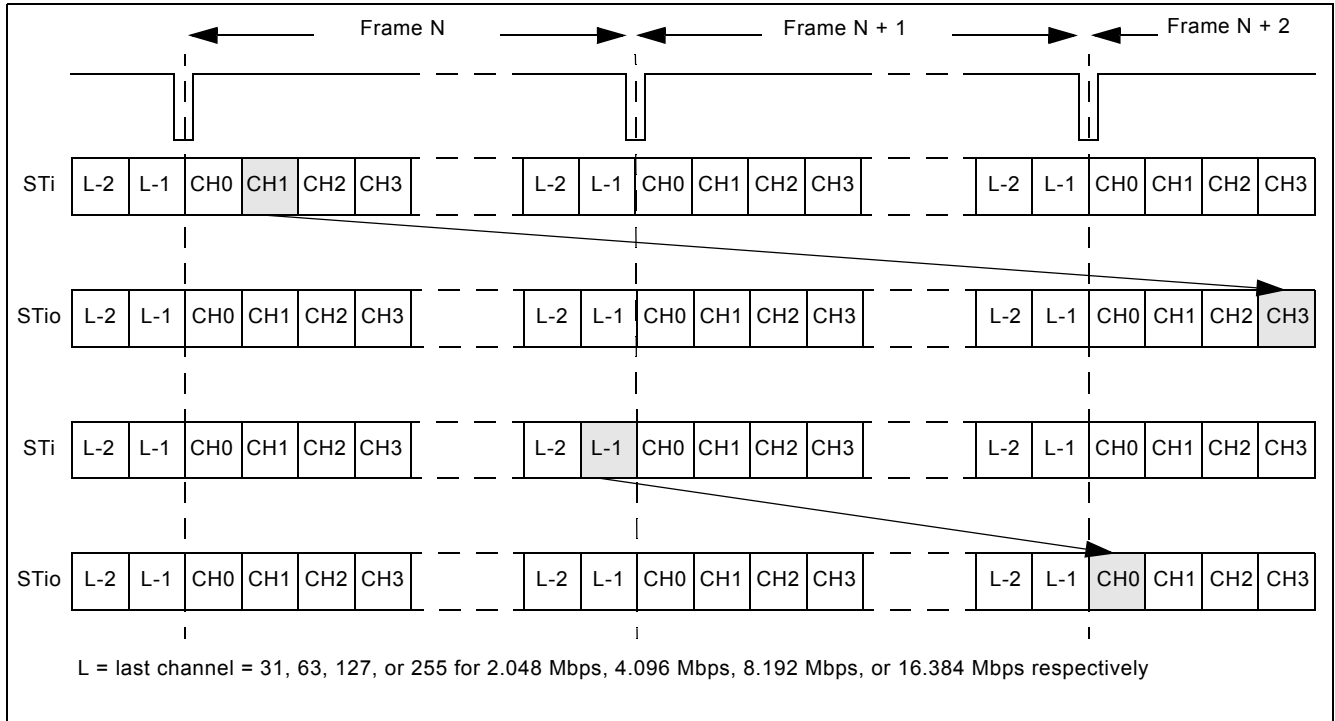 Frame N Frame N + 1 Frame N + 2
STi L-2 L-1 CH0 CH1 CH2 CH3 L-2 L-1 CH0 CH1 CH2 CH3 L-2 L-1 CH0 CH1 CH2 CH3
STio L-2 L-1 CH0 CH1 CH2 CH3 L-2 L-1 CH0 CH1 CH2 CH3 L-2 L-1 CH0 CH1 CH2 CH3
STi L-2 L-1 CH0 CH1 CH2 CH3 L-2 L-1 CH0 CH1 CH2 CH3 L-2 L-1 CH0 CH1 CH2 CH3
STio L-2 L-1 CH0 CH1 CH2 CH3 L-2 L-1 CH0 CH1 CH2 CH3 L-2 L-1 CH0 CH1 CH2 CH3
L = last channel = 31, 63, 127, or 255 for 2.048 Mbps, 4.096 Mbps, 8.192 Mbps, or 16.384 Mbps respectively